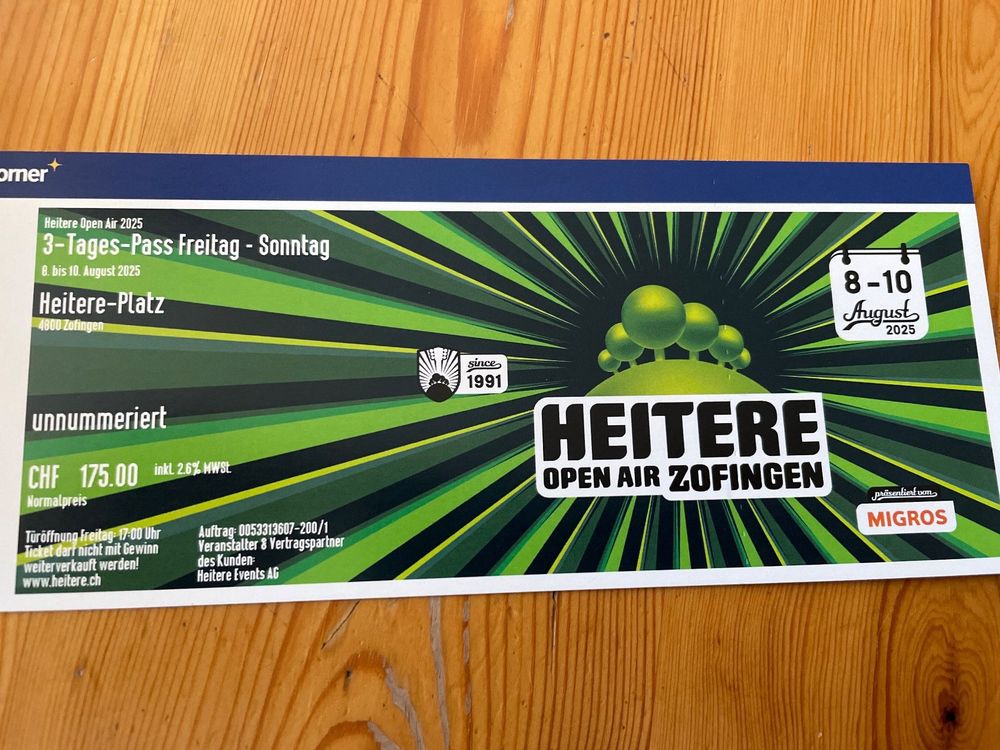 orner
Heitere Open Air 2025
3-Tages-Pass Freitag - Sonntag
8. bis 10. August 2025
Heitere-Platz
4800 Zofingen
unnummeriert
CHF 175.00 inkl. 2.6% MWSt.
Normalpreis
Türöffnung Freitag: 17:00 Uhr
Ticket darf nicht mit Gewinn
weiterverkauft werden!
www.heitere.ch
Auftrag: 0053313607-200/1
Veranstalter & Vertragspartner
des Kunden:
Heitere Events AG
since
1991
HEITERE
OPEN AIR ZOFINGEN
8-10
August
2025
präsentiert von
MIGROS